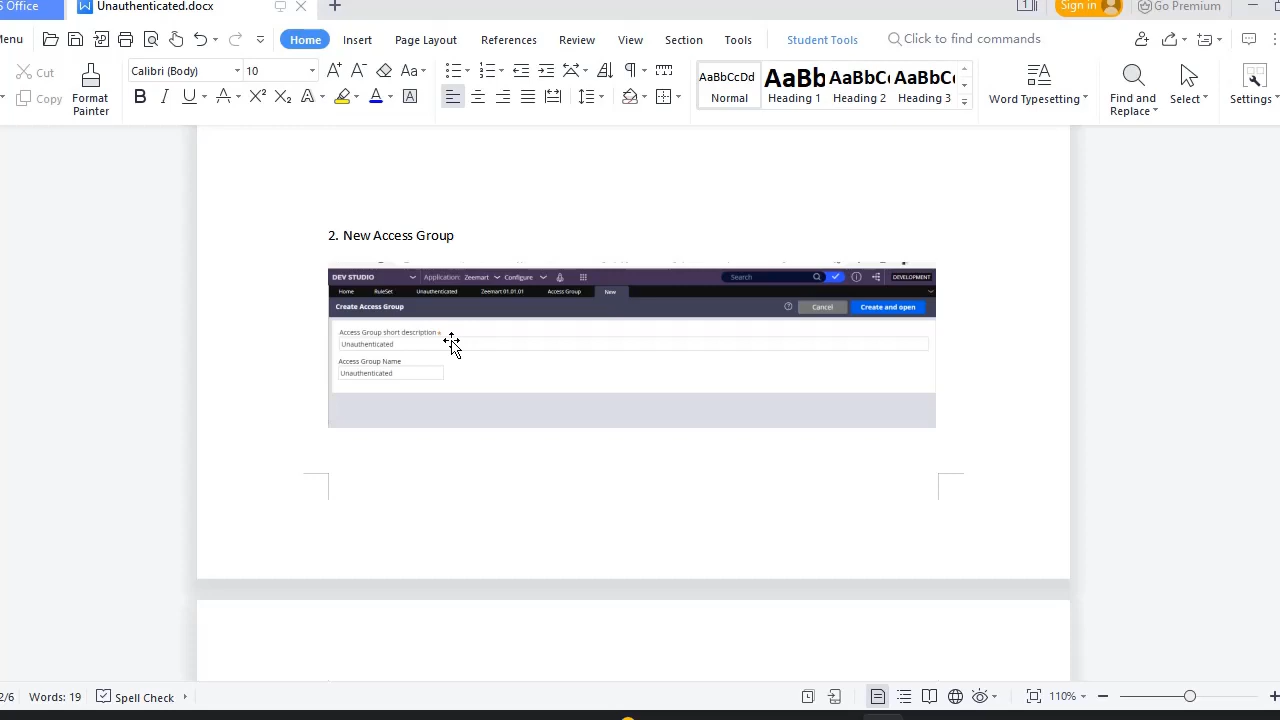 S Office
Unauthenticated.docx
Sign in
Go Premium
Menu
Home
Insert
Page Layout
References
Review
View
Section
Tools
Student Tools
Click to find commands
Cut
Copy
Format
Painter
Calibri (Body)
10
AaBbCcDd
Normal
AaBb
Heading 1
AaBbC
Heading 2
AaBbC
Heading 3
Word Typesetting
Find and
Replace
Select
Settings
2. New Access Group
DEV STUDIO
Application: Zeemart
Configure
Search
DEVELOPMENT
Home
RuleSet
Unauthenticated
Zeemart 01.01.01
Access Group
New
Create Access Group
Cancel
Create and open
Access Group short description
Unauthenticated
Access Group Name
Unauthenticated
2/6
Words: 19
Spell Check
110%